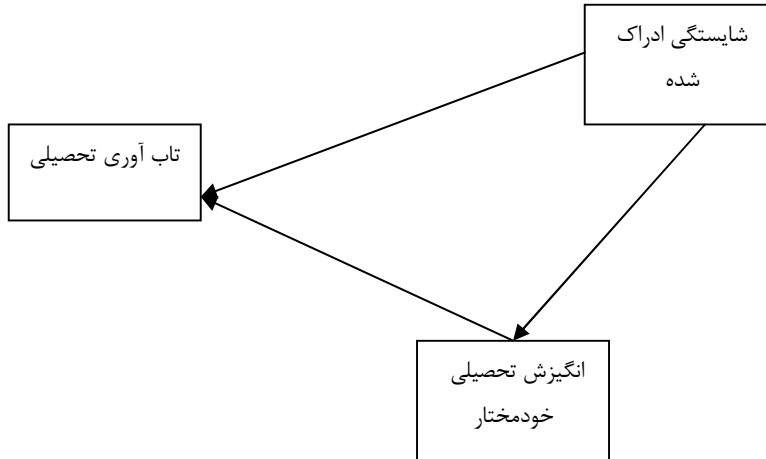 شایستگی ادراک
شده
تاب آوری تحصیلی
انگیزش تحصیلی
خودمختار